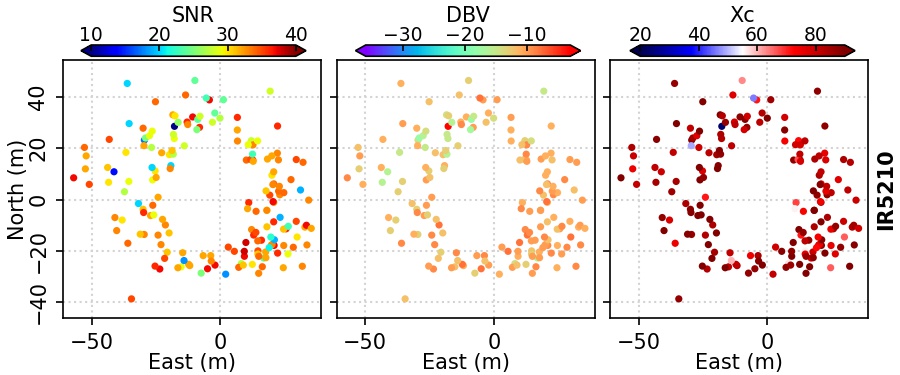 SNR
DBV
Xc
10 20 30 40
−30 −20 −10
20 40 60 80
North (m)
40
20
0
−20
−40
−50 0
−50 0
−50 0
East (m)
East (m)
East (m)
IR5210